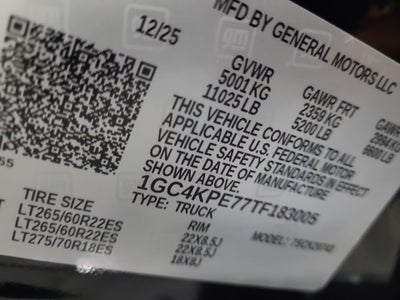 MFD BY GENERAL MOTORS LLC
12/25
GVWR GAWR FRT
5001 KG 2359 KG
11025 LB 5200 LB
THIS VEHICLE CONFORMS TO ALL
APPLICABLE U.S. FEDERAL MOTOR
VEHICLE SAFETY STANDARDS IN EFFECT
ON THE DATE OF MANUFACTURE
SHOWN ABOVE.
1GC4KPE77TF183005
TYPE: TRUCK MODEL:
TIRE SIZE RIM
LT265/60R22ES 22X8.5J
LT265/60R22ES 22X8.5J
LT275/70R18ES 18X8J